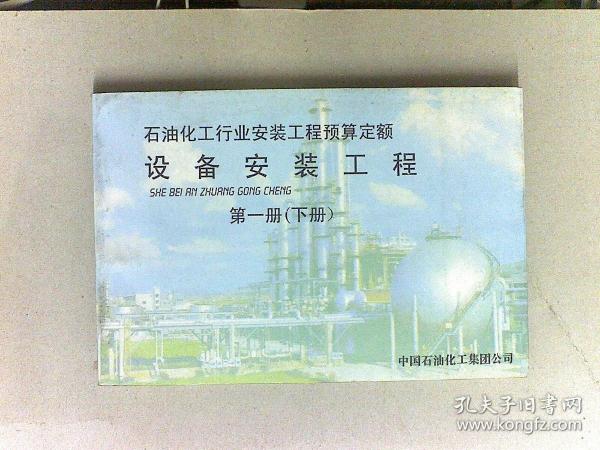 石油化工行业安装工程预算定额
设备安装工程
SHE BEI AN ZHUANG GONG CHENG
第一册(下册)
中国石油化工集团公司
孔夫子旧书网
www.kongfz.com